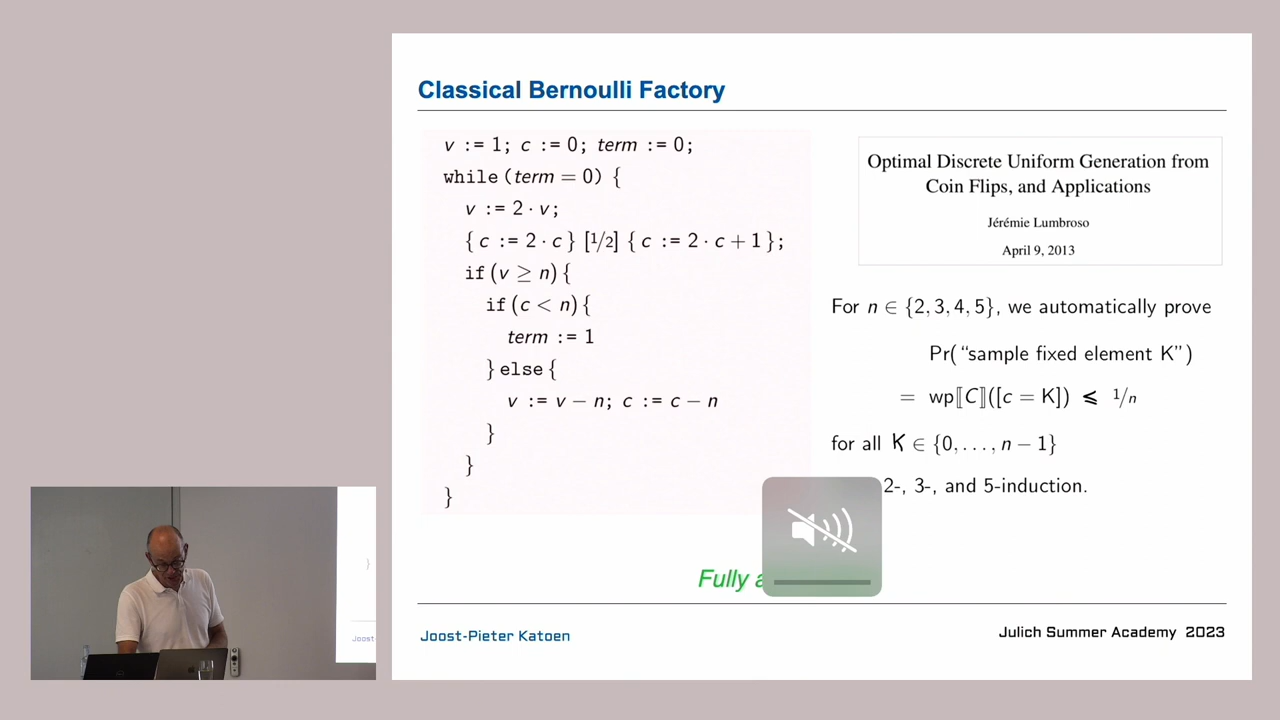 Classical Bernoulli Factory
v := 1; c := 0; term := 0;
while (term = 0) {
v := 2 · v;
{ c := 2 · c } [1/2] { c := 2 · c + 1 };
if (v ≥ n) {
if (c < n) {
term := 1
} else {
v := v − n; c := c − n
}
}
}
Optimal Discrete Uniform Generation from
Coin Flips, and Applications
Jérémie Lumbroso
April 9, 2013
For n ∈ {2, 3, 4, 5}, we automatically prove
Pr( “sample fixed element K”)
= wp⟦C⟧([c = K]) ⩽ 1/n
for all K ∈ {0, . . . , n − 1}
2-, 3-, and 5-induction.
Fully
Joost-Pieter Katoen
Julich Summer Academy 2023
}
Joost-